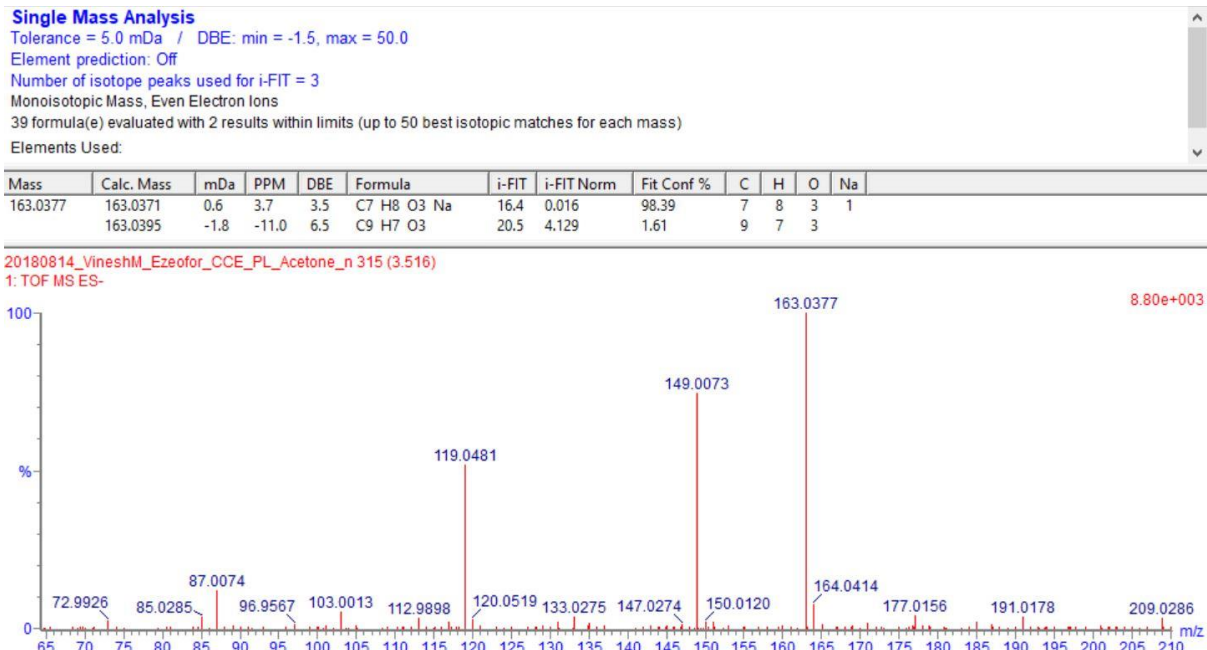 Single Mass Analysis
Tolerance = 5.0 mDa / DBE: min = -1.5, max = 50.0
Element prediction: Off
Number of isotope peaks used for i-FIT = 3
Monoisotopic Mass, Even Electron Ions
39 formula(e) evaluated with 2 results within limits (up to 50 best isotopic matches for each mass)
Elements Used:
Mass Calc. Mass mDa PPM DBE Formula i-FIT i-FIT Norm Fit Conf % C H O Na
163.0377 163.0371 0.6 3.7 3.5 C7 H8 O3 Na 16.4 0.016 98.39 7 8 3 1
163.0395 -1.8 -11.0 6.5 C9 H7 O3 20.5 4.129 1.61 9 7 3
20180814_VineshM_Ezeofor_CCE_PL_Acetone_n 315 (3.516)
1: TOF MS ES-
8.80e+003
163.0377
100
149.0073
119.0481
%
87.0074
164.0414
72.9926 85.0285 96.9567 103.0013 112.9898 120.0519 133.0275 147.0274 150.0120 177.0156 191.0178 209.0286
0
m/z
65 70 75 80 85 90 95 100 105 110 115 120 125 130 135 140 145 150 155 160 165 170 175 180 185 190 195 200 205 210